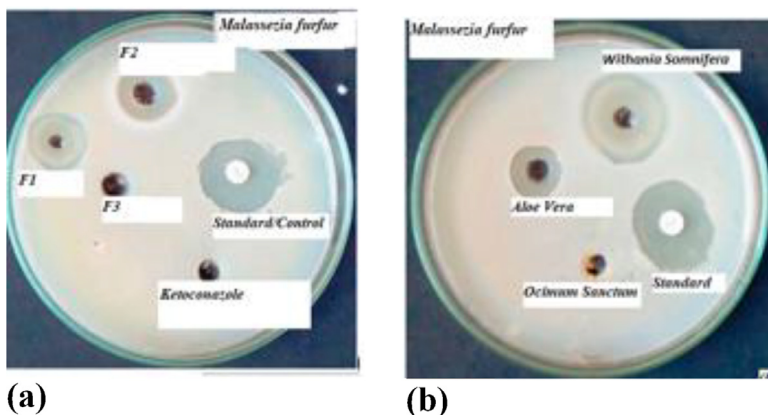 Malassezia furfur
F2
F1
F3
Standard/Control
Ketoconazole
(a)
Malassezia furfur
Withania Somnifera
Aloe Vera
Ocimum Sanctum
Standard
(b)